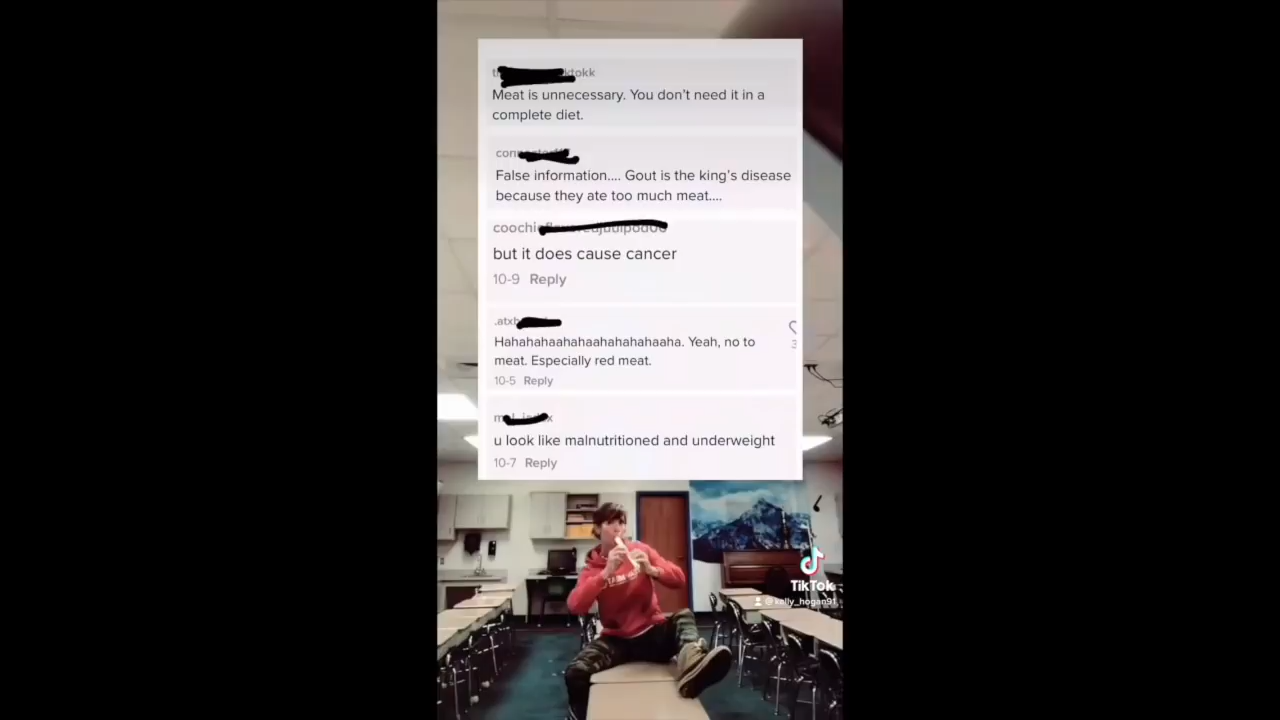 Meat is unnecessary. You don't need it in a
complete diet.
False information.... Gout is the king's disease
because they ate too much meat....
but it does cause cancer
10-9 Reply
Hahahahaahahaahahahahaaha. Yeah, no to
meat. Especially red meat.
3
10-5 Reply
u look like malnutritioned and underweight
10-7 Reply
TikTok
@kally_hogan91